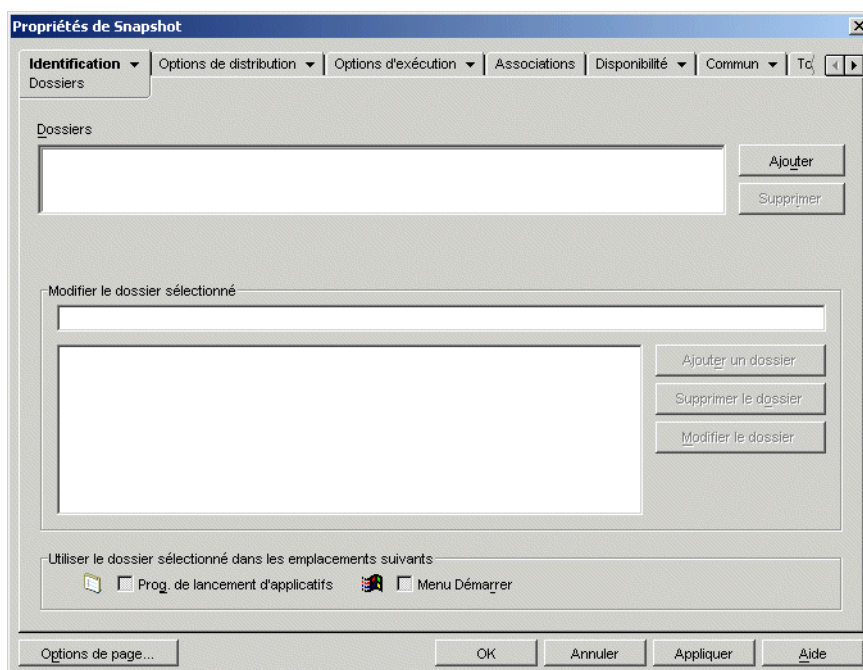 Propriétés de Snapshot
Identification Options de distribution Options d'exécution Associations Disponibilité Commun
Dossiers
Dossiers
Ajouter
Supprimer
Modifier le dossier sélectionné
Ajouter un dossier
Supprimer le dossier
Modifier le dossier
Utiliser le dossier sélectionné dans les emplacements suivants
Prog. de lancement d'applicatifs Menu Démarrer
Options de page... OK Annuler Appliquer Aide